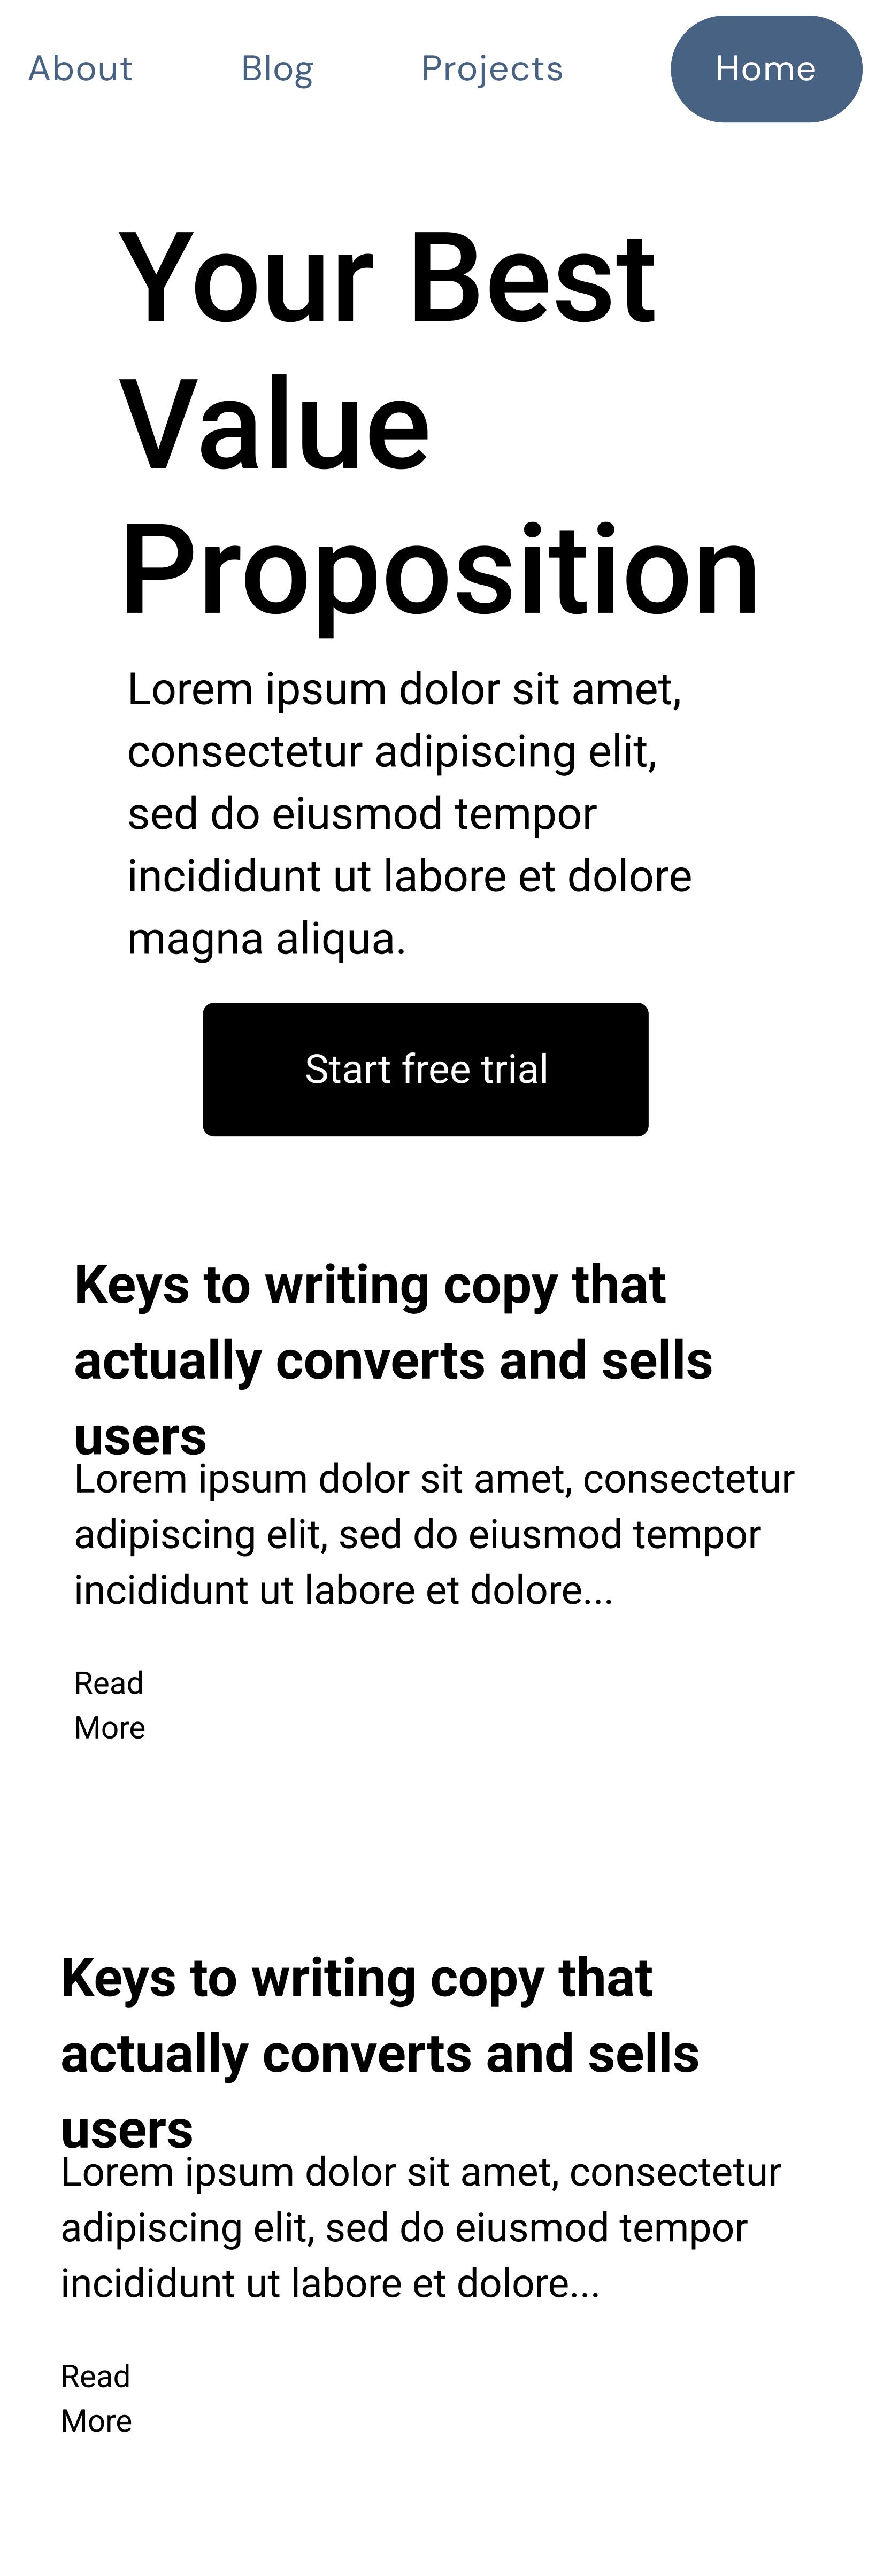 About Blog Projects Home
Your Best
Value
Proposition
Lorem ipsum dolor sit amet,
consectetur adipiscing elit,
sed do eiusmod tempor
incididunt ut labore et dolore
magna aliqua.
Start free trial
Keys to writing copy that
actually converts and sells
users
Lorem ipsum dolor sit amet, consectetur
adipiscing elit, sed do eiusmod tempor
incididunt ut labore et dolore...
Read
More
Keys to writing copy that
actually converts and sells
users
Lorem ipsum dolor sit amet, consectetur
adipiscing elit, sed do eiusmod tempor
incididunt ut labore et dolore...
Read
More